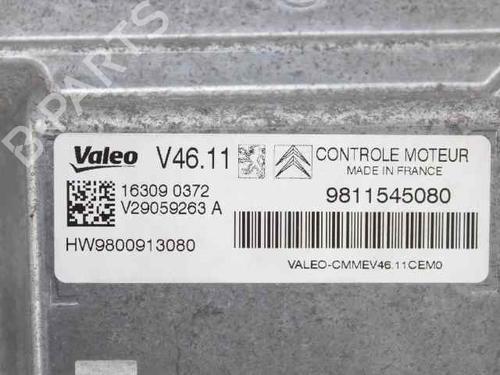 B-PARTS
Valeo V46.11 CONTROLE MOTEUR
MADE IN FRANCE
16309 0372
V29059263 A
9811545080
HW9800913080
VALEO-CMMEV46.11CEM0